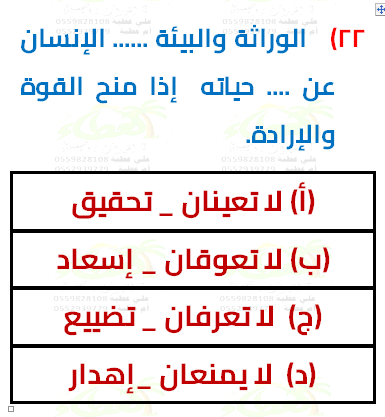 ٢٢) الوراثة والبيئة ...... الإنسان
عن .... حياته إذا منح القوة
والإرادة.
(أ) لا تعينان _ تحقيق
(ب) لا تعوقان _ إسعاد
(ج) لا تعرفان _ تضييع
(د) لا يمنعان _ إهدار